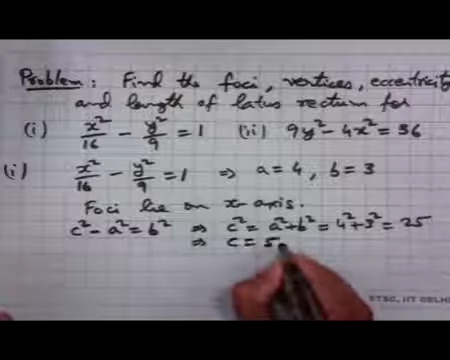 Problem: Find the foci, vertices, eccentricity
and length of latus rectum for
(i) x²/16 - y²/9 = 1 (ii) 9y² - 4x² = 36
(i) x²/16 - y²/9 = 1 ⇒ a = 4, b = 3
Foci lie on x-axis.
c² - a² = b² ⇒ c² = a² + b² = 4² + 3² = 25
⇒ c = 5
ETSC, IIT DELHI